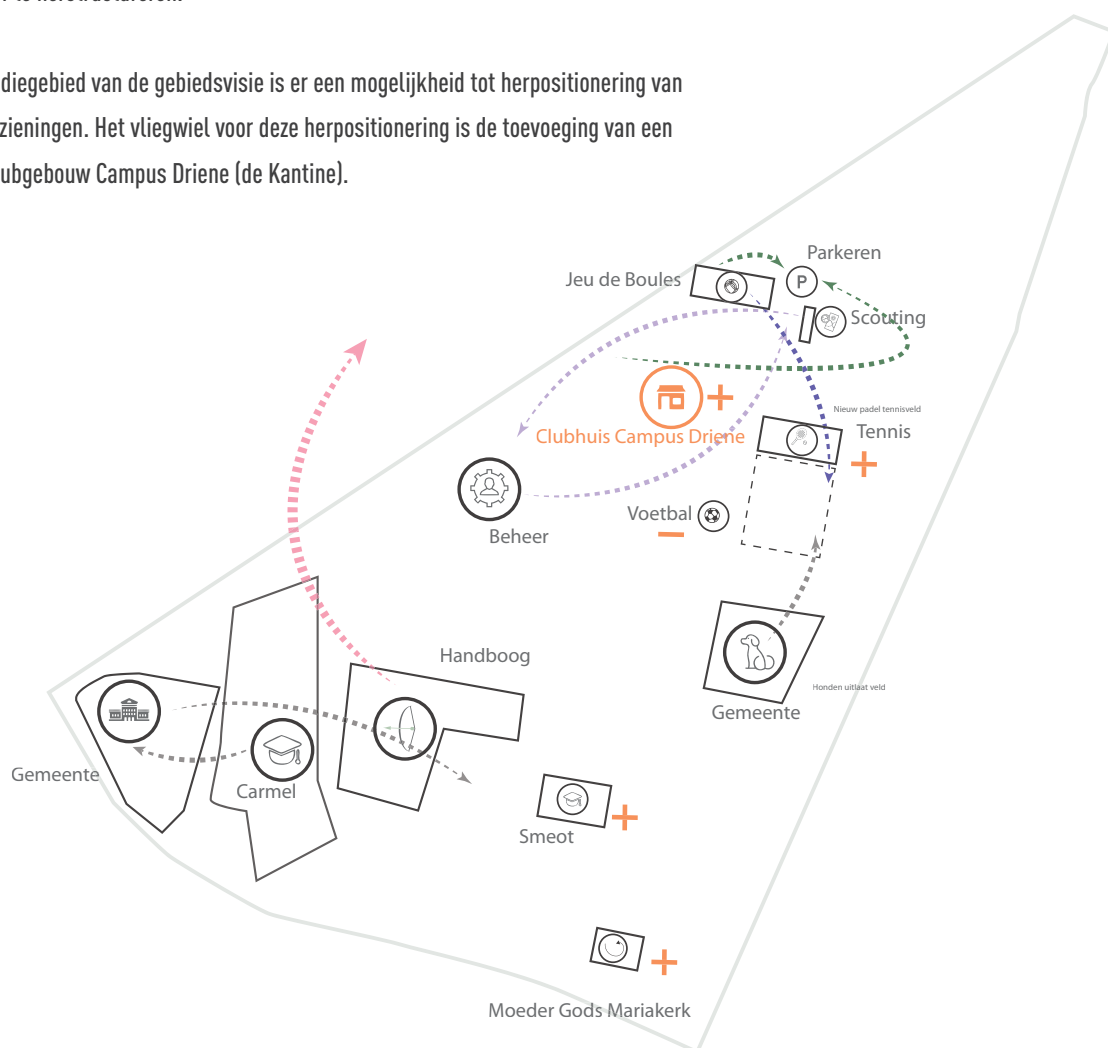 diegebied van de gebiedsvisie is er een mogelijkheid tot herpositionering van
zieningen. Het vliegwiel voor deze herpositionering is de toevoeging van een
ubgebouw Campus Driene (de Kantine).
Parkeren
Jeu de Boules
P
Scouting
Nieuw padel tennisveld
Clubhuis Campus Driene
Tennis
Voetbal
Beheer
Handboog
Honden uitlaat veld
Gemeente
Gemeente
Carmel
Smeot
Moeder Gods Mariakerk